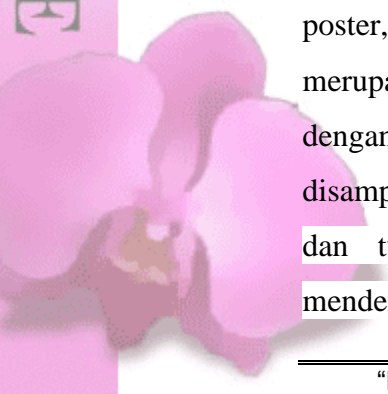 poster,
merupa
dengan
disamp
dan t
mende
“